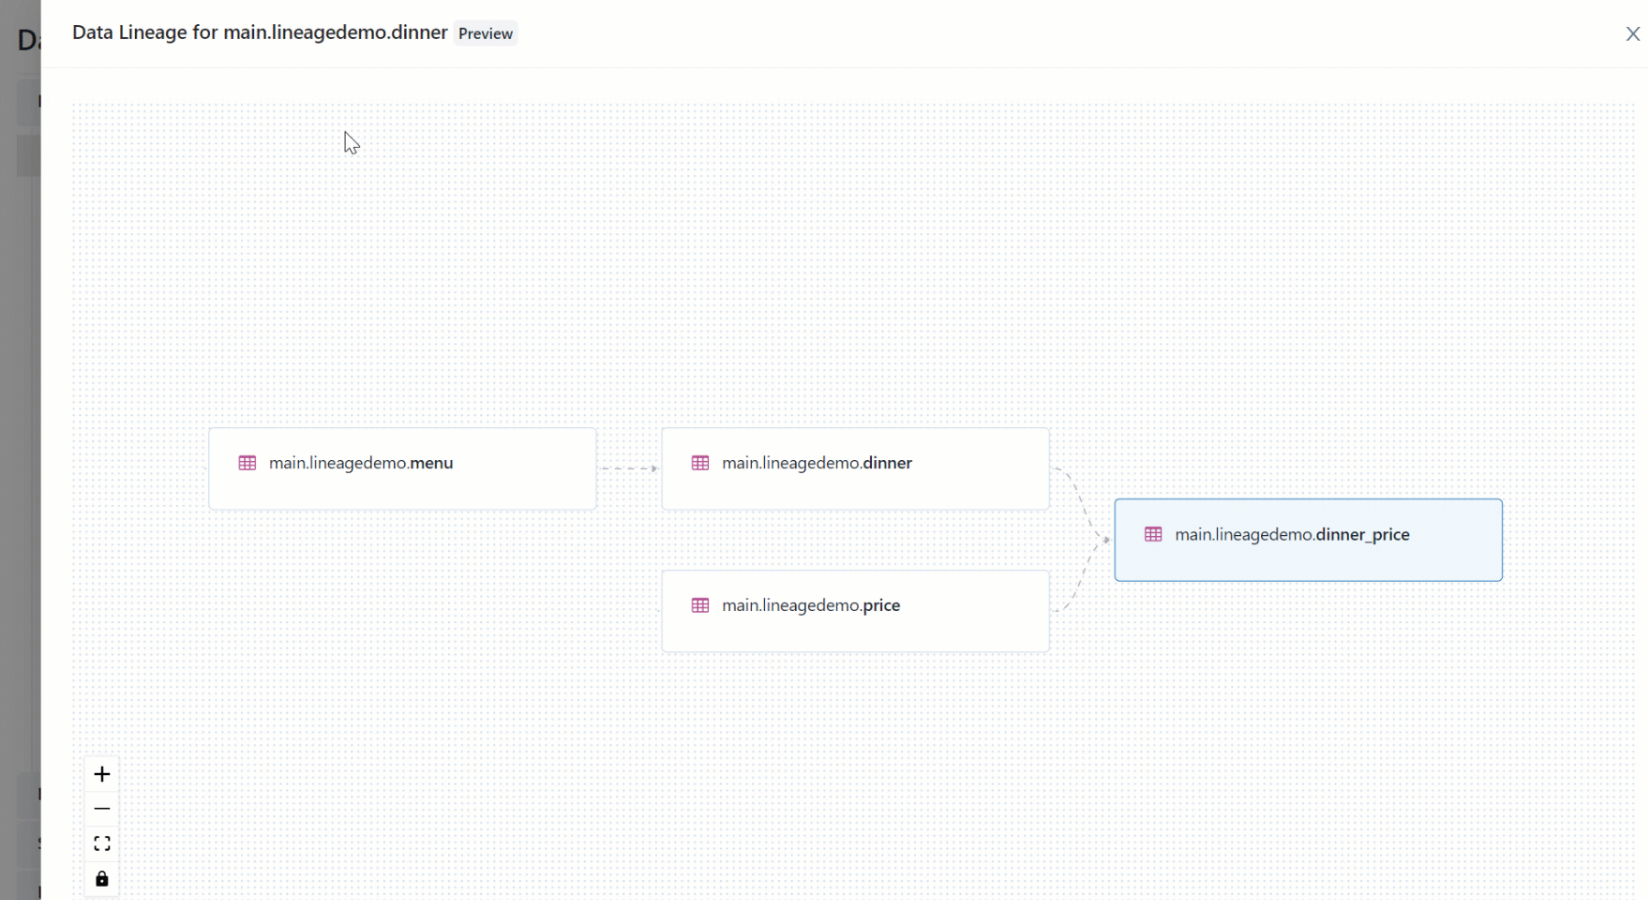 Data Lineage for main.lineagedemo.dinner Preview
main.lineagedemo.menu
main.lineagedemo.dinner
main.lineagedemo.dinner_price
main.lineagedemo.price